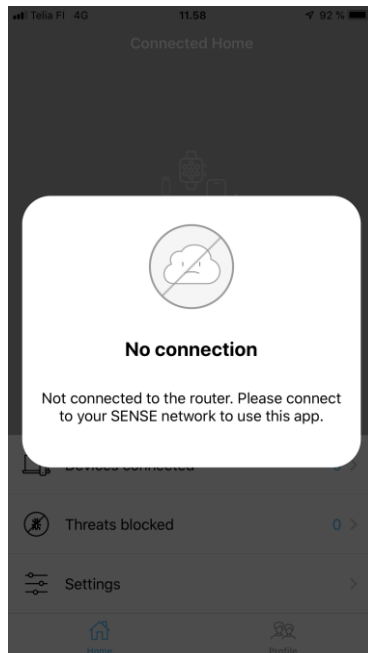 Telia FI 4G 11.58 92 %
Connected Home
No connection
Not connected to the router. Please connect
to your SENSE network to use this app.
Devices connected 0
Threats blocked 0
Settings
Home Profile